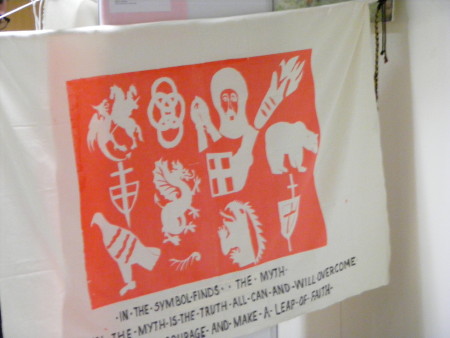 ·IN·THE·SYMBOL·FINDS·THE·MYTH·
THE·MYTH·IS·THE·TRUTH·ALL·CAN·AND·WILL·OVERCOME
AND·MAKE·A·LEAP·OF·FAITH·